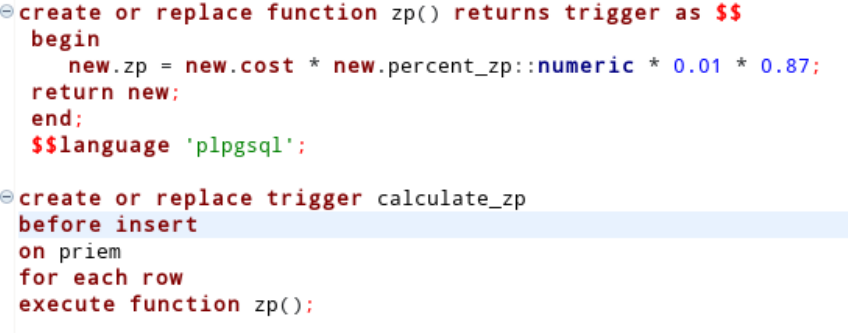 create or replace function zp() returns trigger as $$
begin
new.zp = new.cost * new.percent_zp::numeric * 0.01 * 0.87;
return new;
end;
$$language 'plpgsql';
create or replace trigger calculate_zp
before insert
on priem
for each row
execute function zp();